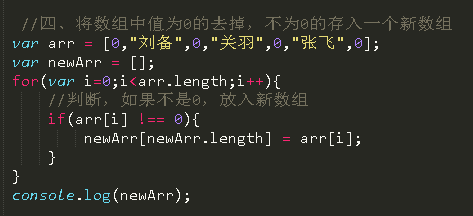 //四、将数组中值为0的去掉，不为0的存入一个新数组
var arr = [0,"刘备",0,"关羽",0,"张飞",0];
var newArr = [];
for(var i=0;i<arr.length;i++){
//判断，如果不是0，放入新数组
if(arr[i] !== 0){
newArr[newArr.length] = arr[i];
}
}
console.log(newArr);